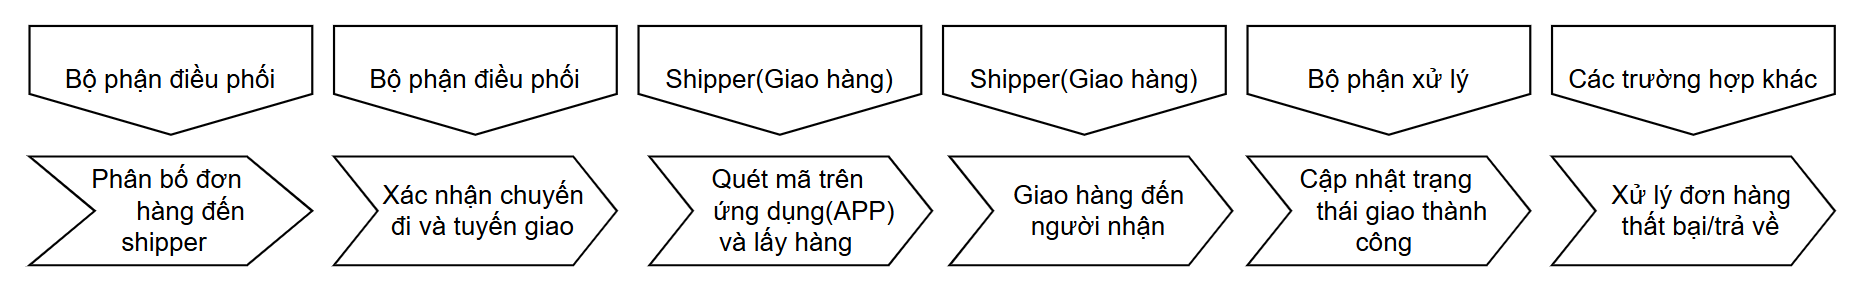 Bộ phận điều phối
Bộ phận điều phối
Shipper(Giao hàng)
Shipper(Giao hàng)
Bộ phận xử lý
Các trường hợp khác
Phân bố đơn
hàng đến
shipper
Xác nhận chuyến
đi và tuyến giao
Quét mã trên
ứng dụng(APP)
và lấy hàng
Giao hàng đến
người nhận
Cập nhật trạng
thái giao thành
công
Xử lý đơn hàng
thất bại/trả về